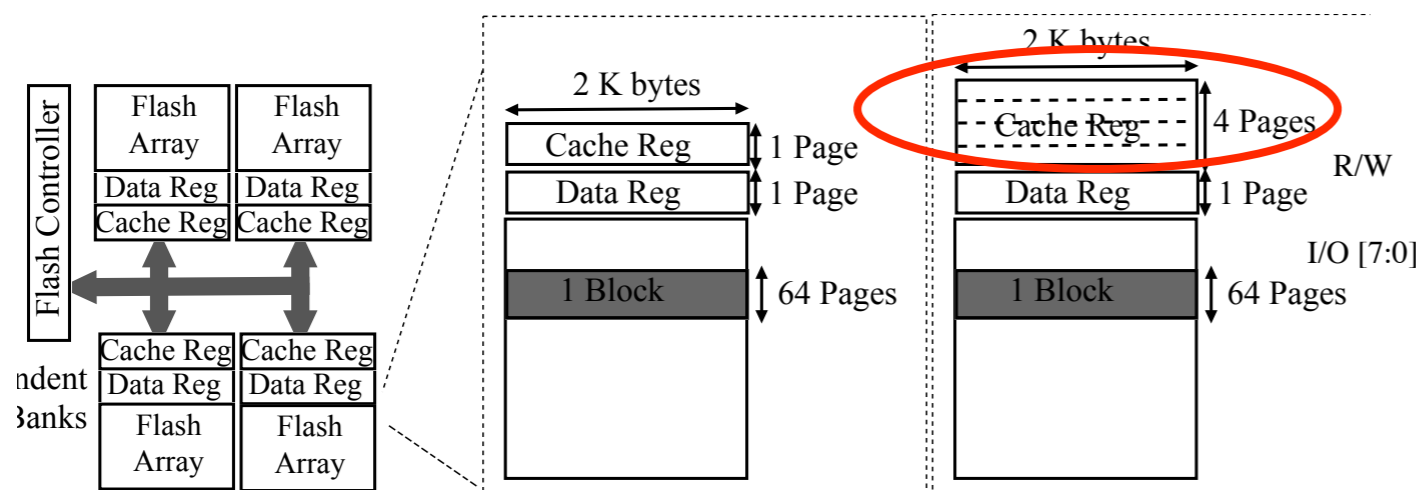 Flash Controller
Flash
Array
Flash
Array
Data Reg
Data Reg
Cache Reg
Cache Reg
Cache Reg
Cache Reg
Data Reg
Data Reg
Flash
Array
Flash
Array
ndent
Banks
2 K bytes
Cache Reg
1 Page
Data Reg
1 Page
1 Block
64 Pages
2 K bytes
Cache Reg
4 Pages
Data Reg
1 Page
1 Block
64 Pages
R/W
I/O [7:0]